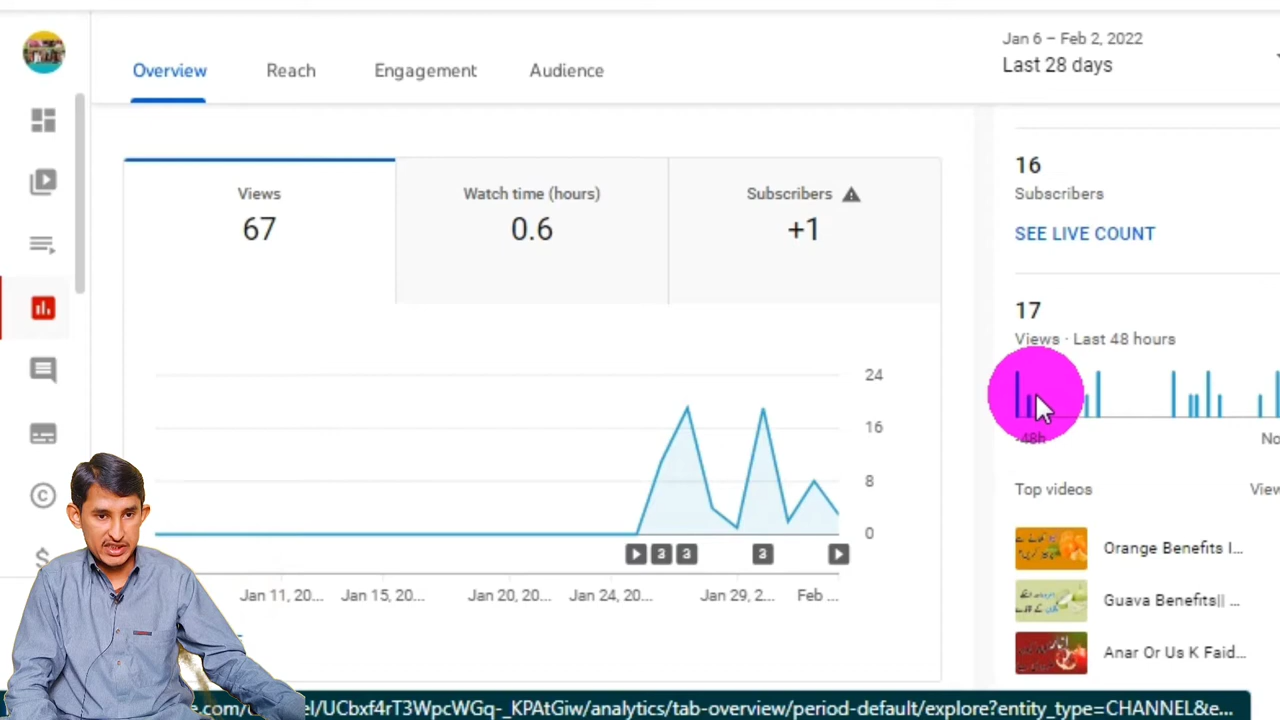 Overview Reach Engagement Audience
Jan 6 – Feb 2, 2022
Last 28 days
Views
67
Watch time (hours)
0.6
Subscribers
+1
24
16
8
0
3 3 3
Jan 11, 20... Jan 15, 20... Jan 20, 20... Jan 24, 20... Jan 29, 2... Feb ...
16
Subscribers
SEE LIVE COUNT
17
Views · Last 48 hours
-48h
Top videos
Orange Benefits I...
Guava Benefits|| ...
Anar Or Us K Faid...
/UCbxf4rT3WpcWGq-_KPAtGiw/analytics/tab-overview/period-default/explore?entity_type=CHANNEL&e...